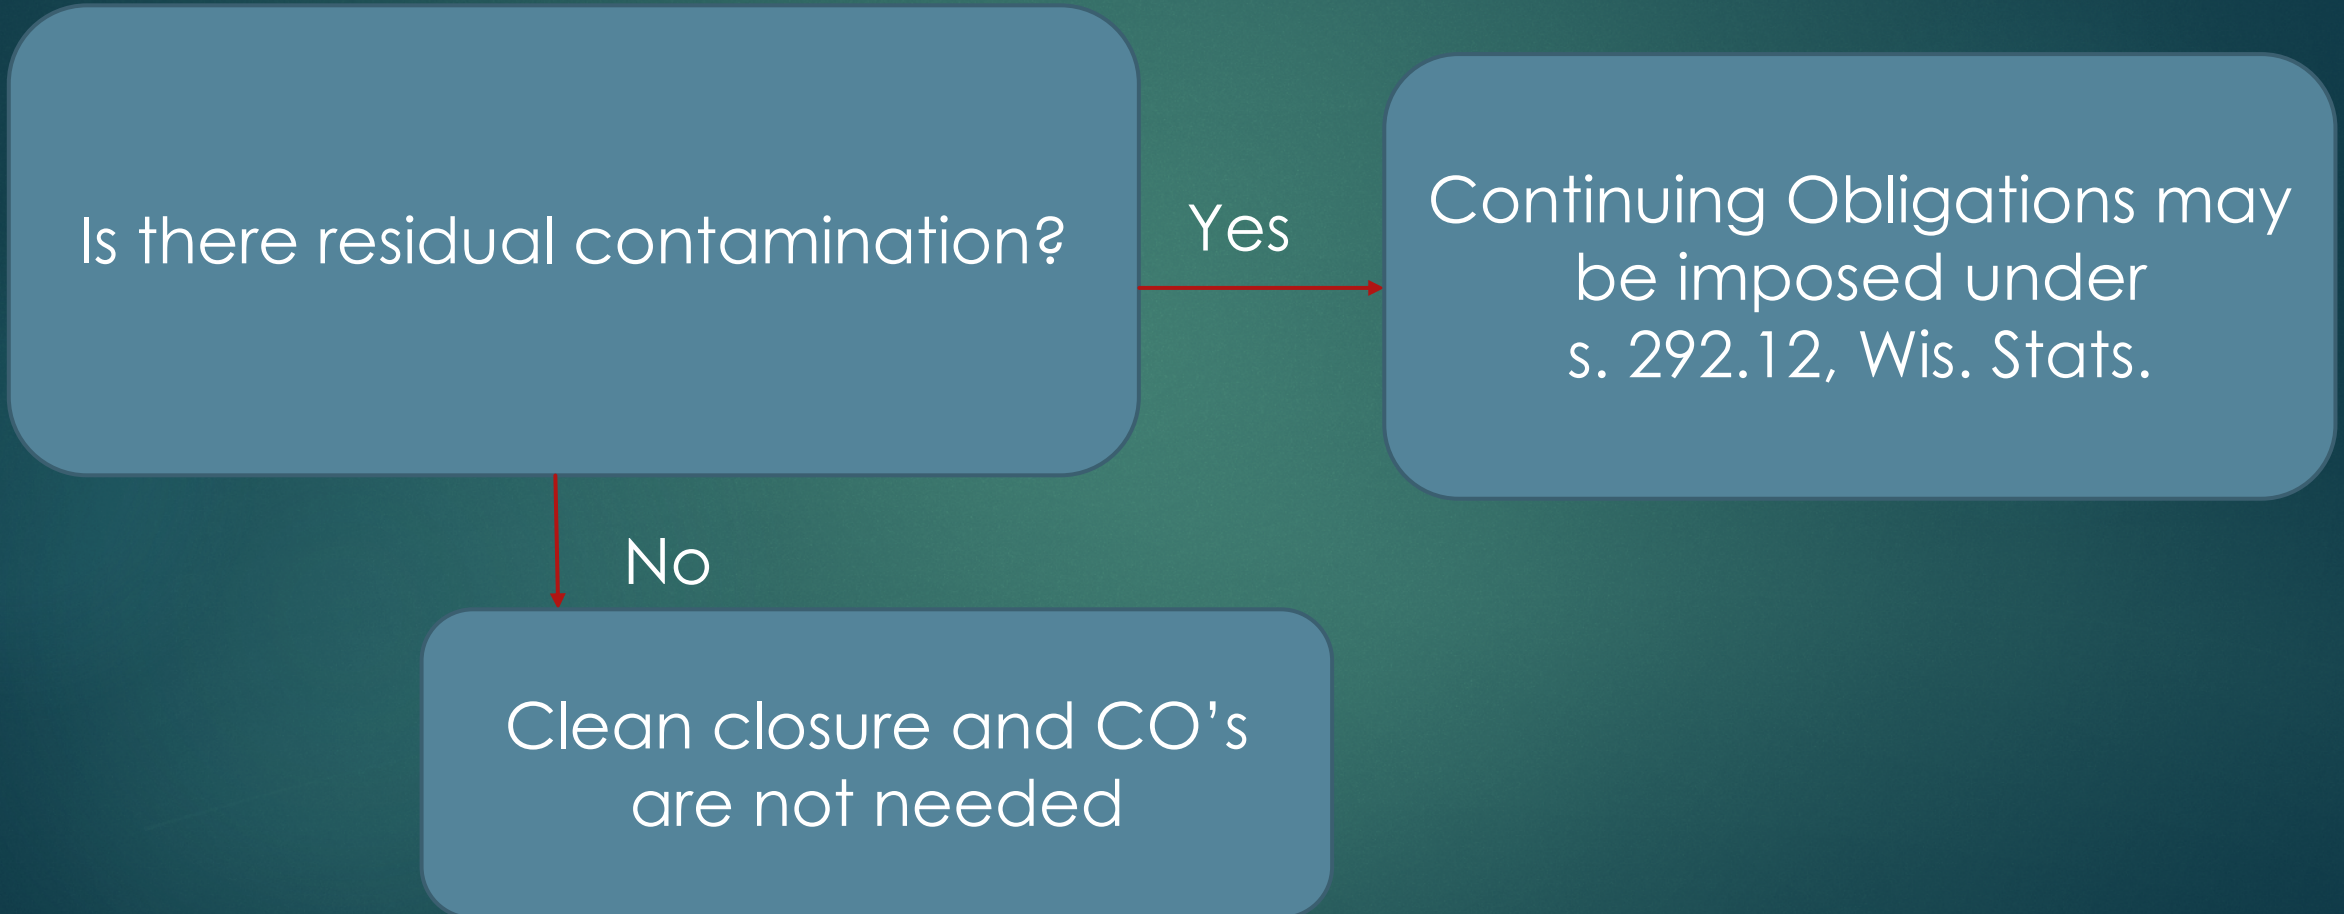 Is there residual contamination?
Yes
Continuing Obligations may
be imposed under
s. 292.12, Wis. Stats.
No
Clean closure and CO’s
are not needed